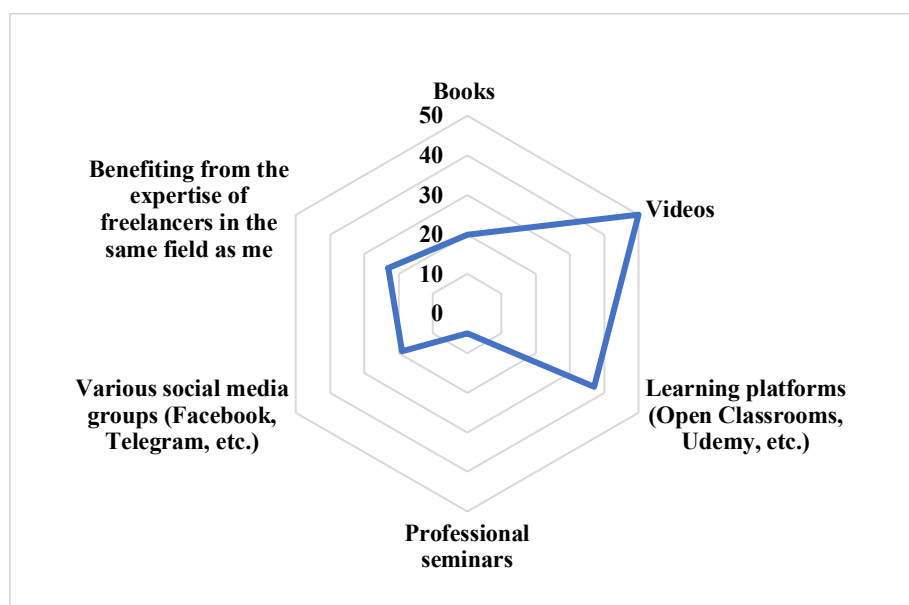 Books
50
40
30
20
10
0
Videos
Learning platforms
(Open Classrooms,
Udemy, etc.)
Professional
seminars
Various social media
groups (Facebook,
Telegram, etc.)
Benefiting from the
expertise of
freelancers in the
same field as me